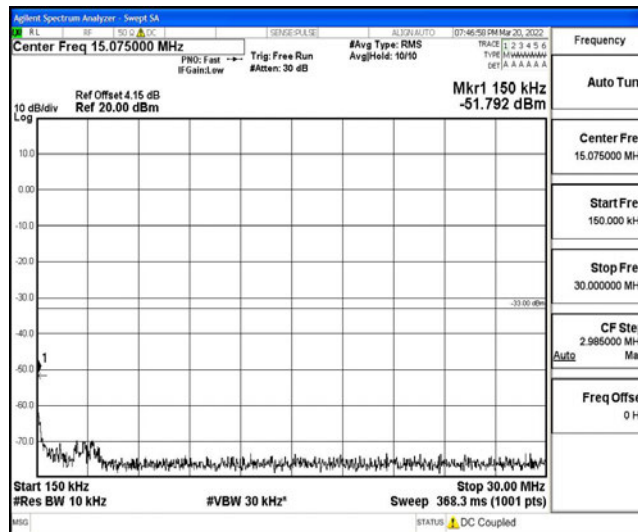 Agilent Spectrum Analyzer - Swept SA
RL RF 50 Ω DC SENSE:PULSE ALIGN AUTO 07:46:58 PM Mar 20, 2022
Center Freq 15.075000 MHz
PNO: Fast
IFGain:Low
Trig: Free Run
#Atten: 30 dB
#Avg Type: RMS
Avg|Hold: 10/10
TRACE 1 2 3 4 5 6
TYPE M W W W W W
DET A A A A A A
Ref Offset 4.15 dB
10 dB/div Ref 20.00 dBm
Log
Mkr1 150 kHz
-51.792 dBm
10.0
0.00
-10.0
-20.0
-30.0
-33.00 dBm
-40.0
1
-50.0
-60.0
-70.0
Start 150 kHz Stop 30.00 MHz
#Res BW 10 kHz #VBW 30 kHz* Sweep 368.3 ms (1001 pts)
MSG STATUS DC Coupled
Frequency
Auto Tun
Center Fre
15.075000 MH
Start Fre
150.000 kH
Stop Fre
30.000000 MH
CF Ste
2.985000 MH
Auto Ma
Freq Offse
0 H